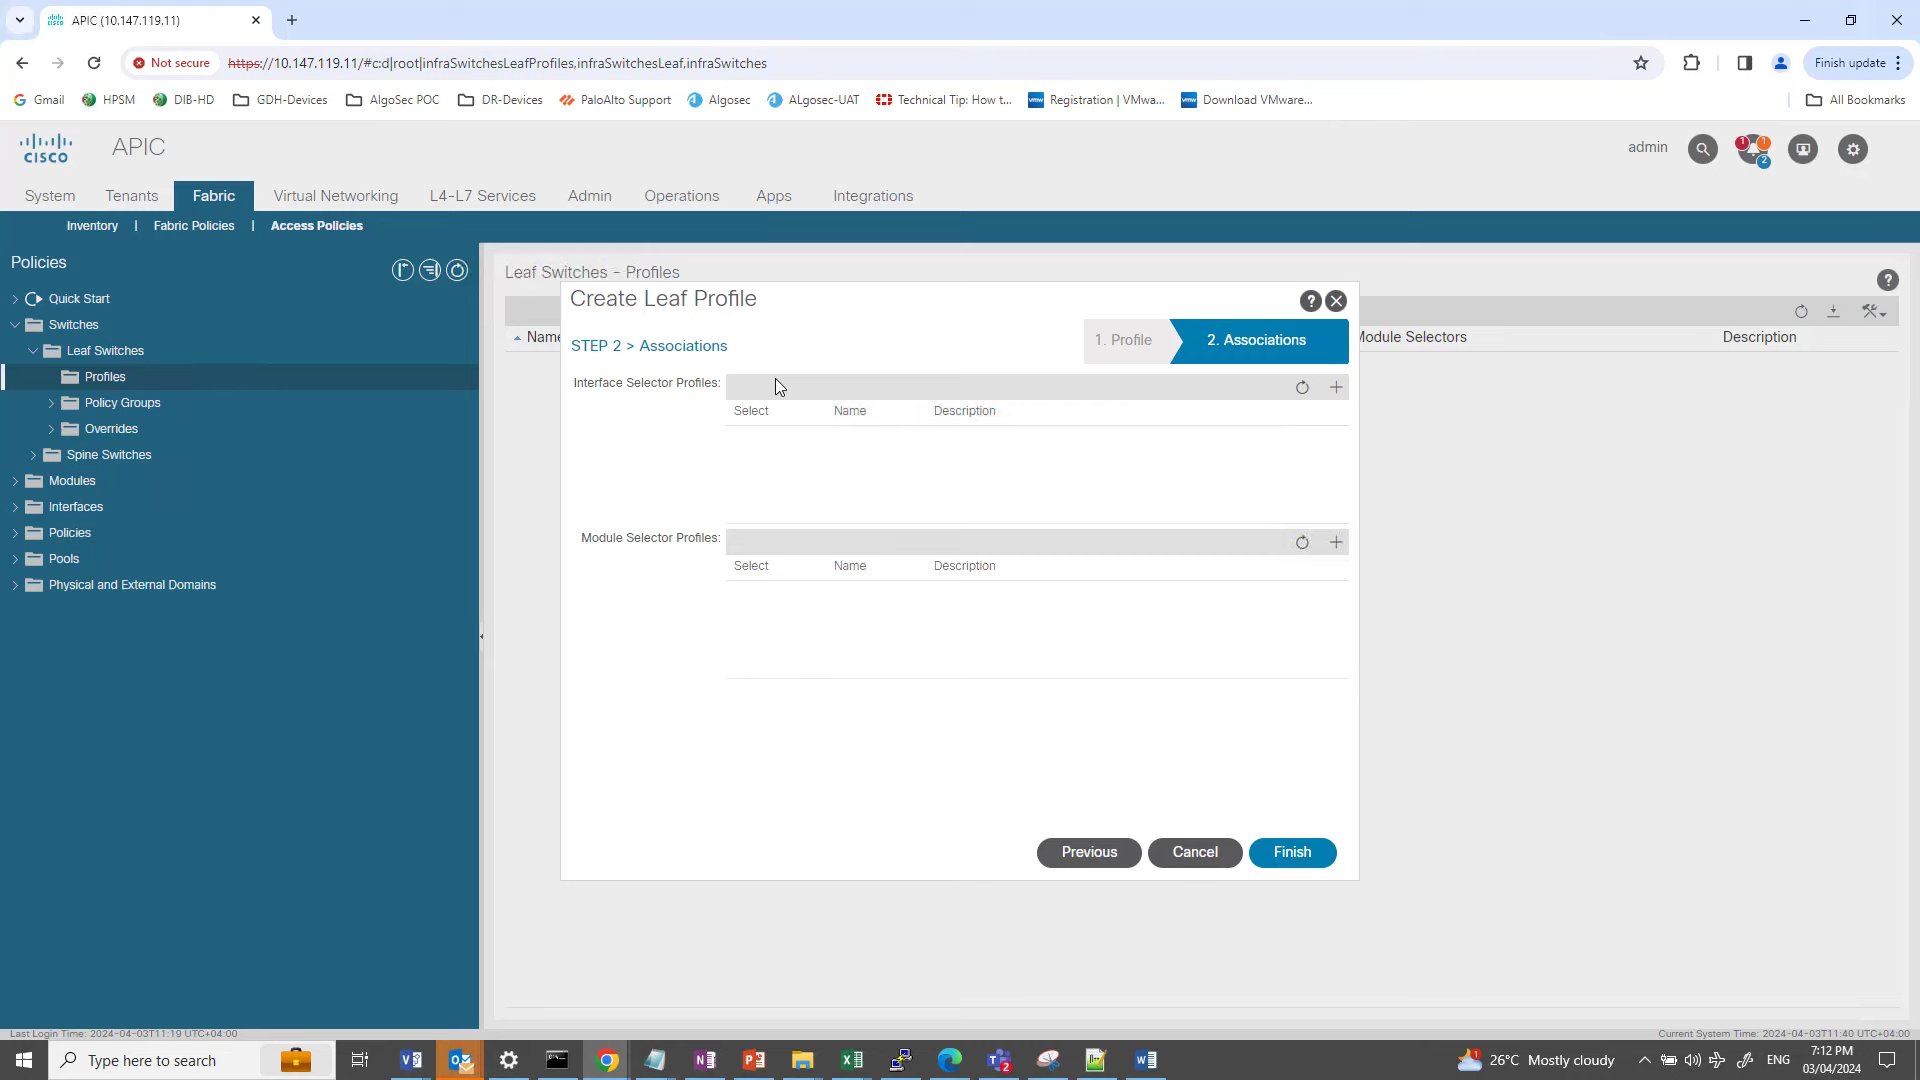 APIC (10.147.119.11)
Not secure
https://10.147.119.11/#c:d|root|infraSwitchesLeafProfiles,infraSwitchesLeaf,infraSwitches
Finish update
Gmail
HPSM
DIB-HD
GDH-Devices
AlgoSec POC
DR-Devices
PaloAlto Support
Algosec
ALgosec-UAT
Technical Tip: How t...
Registration | VMwa...
Download VMware...
All Bookmarks
CISCO
APIC
admin
1
1
2
System
Tenants
Fabric
Virtual Networking
L4-L7 Services
Admin
Operations
Apps
Integrations
Inventory | Fabric Policies | Access Policies
Policies
Quick Start
Switches
Leaf Switches
Profiles
Policy Groups
Overrides
Spine Switches
Modules
Interfaces
Policies
Pools
Physical and External Domains
Leaf Switches - Profiles
Name
Module Selectors
Description
Create Leaf Profile
STEP 2 > Associations
1. Profile
2. Associations
Interface Selector Profiles:
Select
Name
Description
Module Selector Profiles:
Select
Name
Description
Previous
Cancel
Finish
Last Login Time: 2024-04-03T11:19 UTC+04:00
Current System Time: 2024-04-03T11:40 UTC+04:00
Type here to search
26°C Mostly cloudy
ENG
7:12 PM
03/04/2024